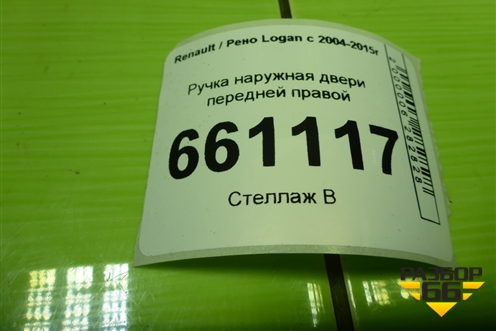 Renault / Рено Logan с 2004-2015г
Ручка наружная двери
передней правой
661117
Стеллаж В
РАЗБОР
66